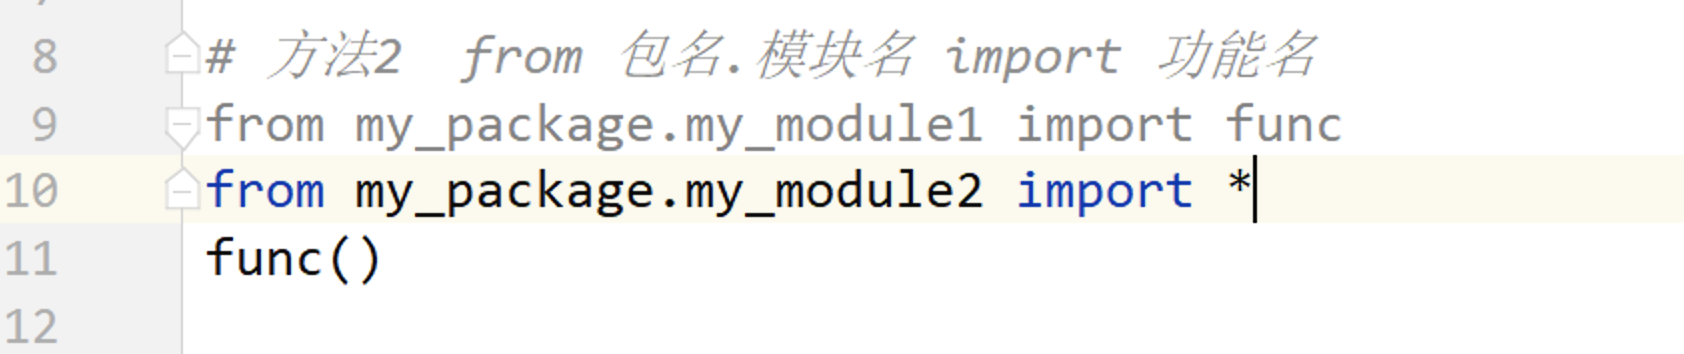 8 # 方法2 from 包名.模块名 import 功能名
9 from my_package.my_module1 import func
10 from my_package.my_module2 import *
11 func()
12